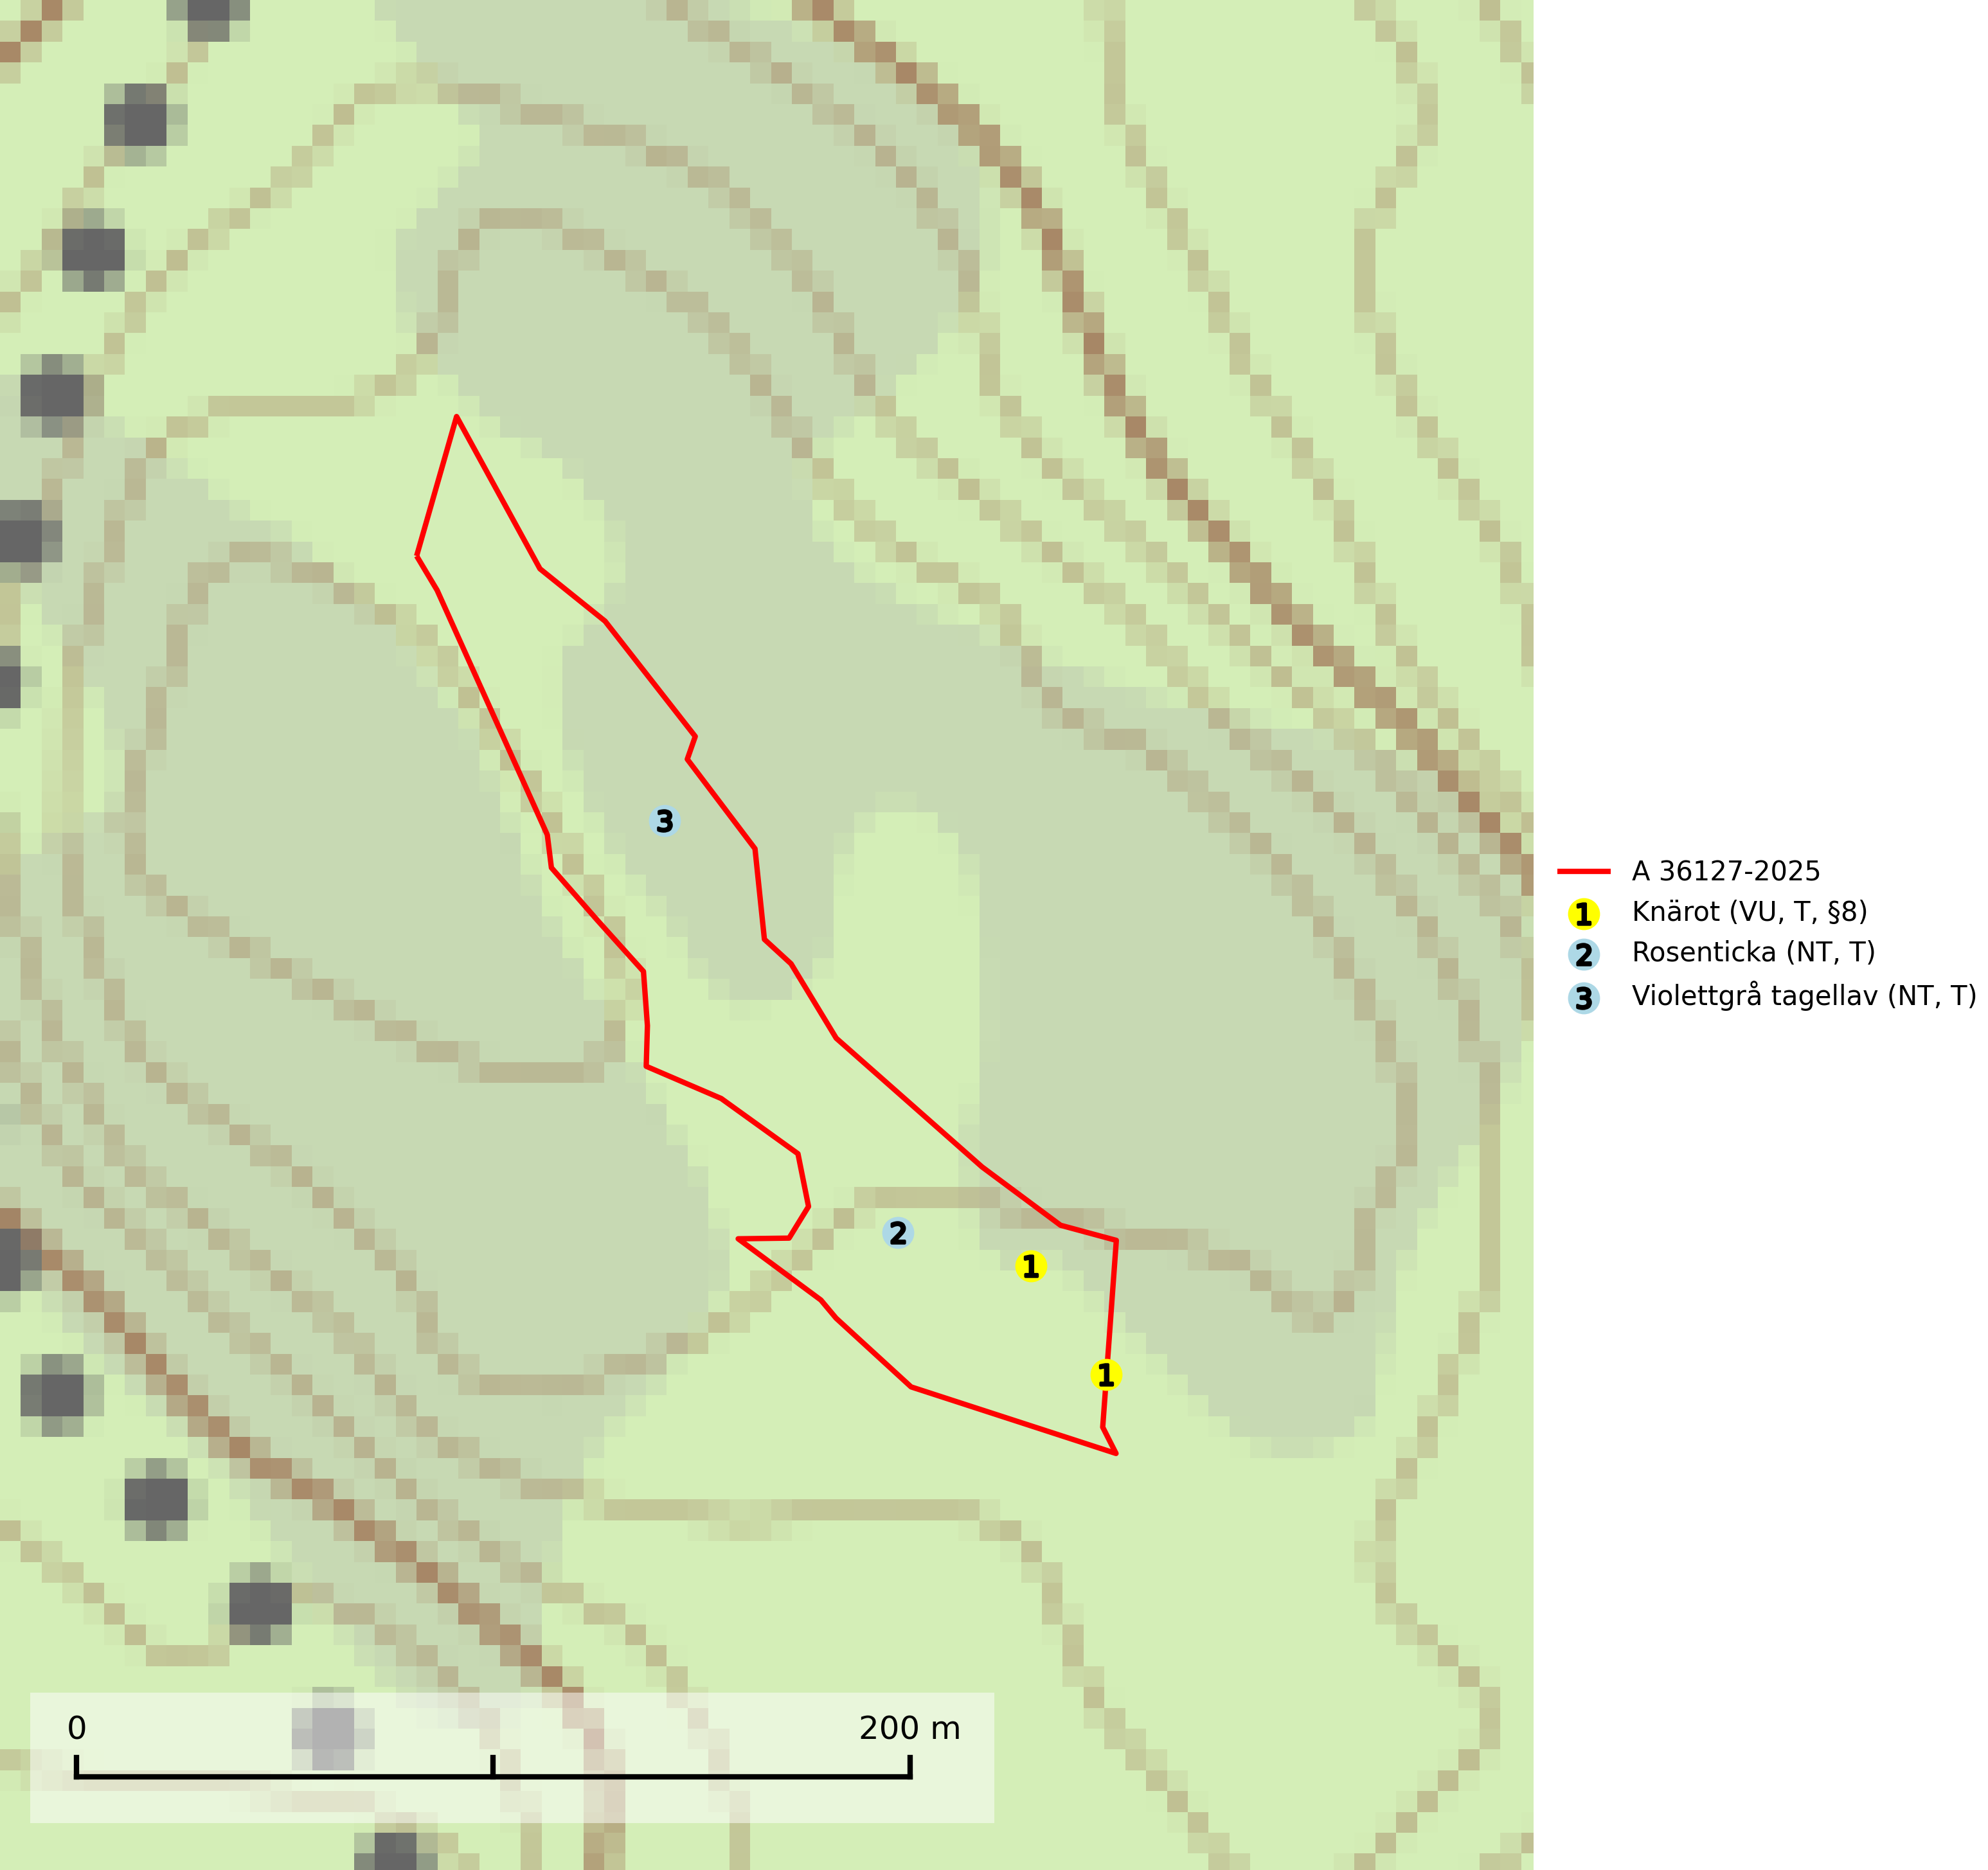 3
2
1
1
0 200 m
A 36127-2025
1 Knärot (VU, T, §8)
2 Rosenticka (NT, T)
3 Violettgrå tagellav (NT, T)